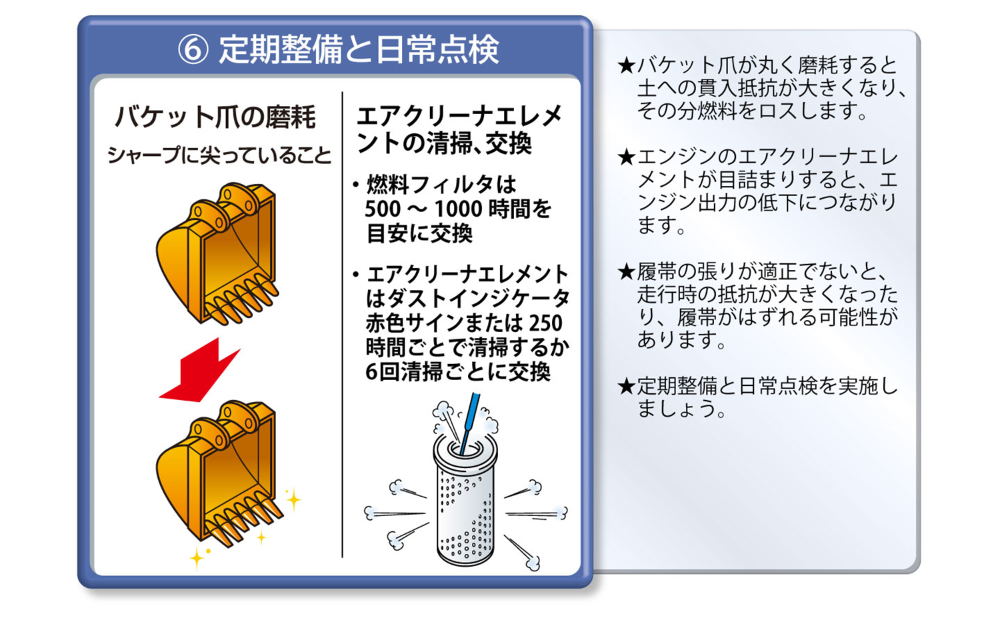 ⑥ 定期整備と日常点検
バケット爪の磨耗
シャープに尖っていること
エアクリーナエレメ
ントの清掃、交換
・燃料フィルタは
500 ～ 1000 時間を
目安に交換
・エアクリーナエレメント
はダストインジケータ
赤色サインまたは 250
時間ごとで清掃するか
6回清掃ごとに交換
★バケット爪が丸く磨耗すると
土への貫入抵抗が大きくなり、
その分燃料をロスします。
★エンジンのエアクリーナエレ
メントが目詰まりすると、エ
ンジン出力の低下につながり
ます。
★履帯の張りが適正でないと、
走行時の抵抗が大きくなった
り、履帯がはずれる可能性が
あります。
★定期整備と日常点検を実施し
ましょう。